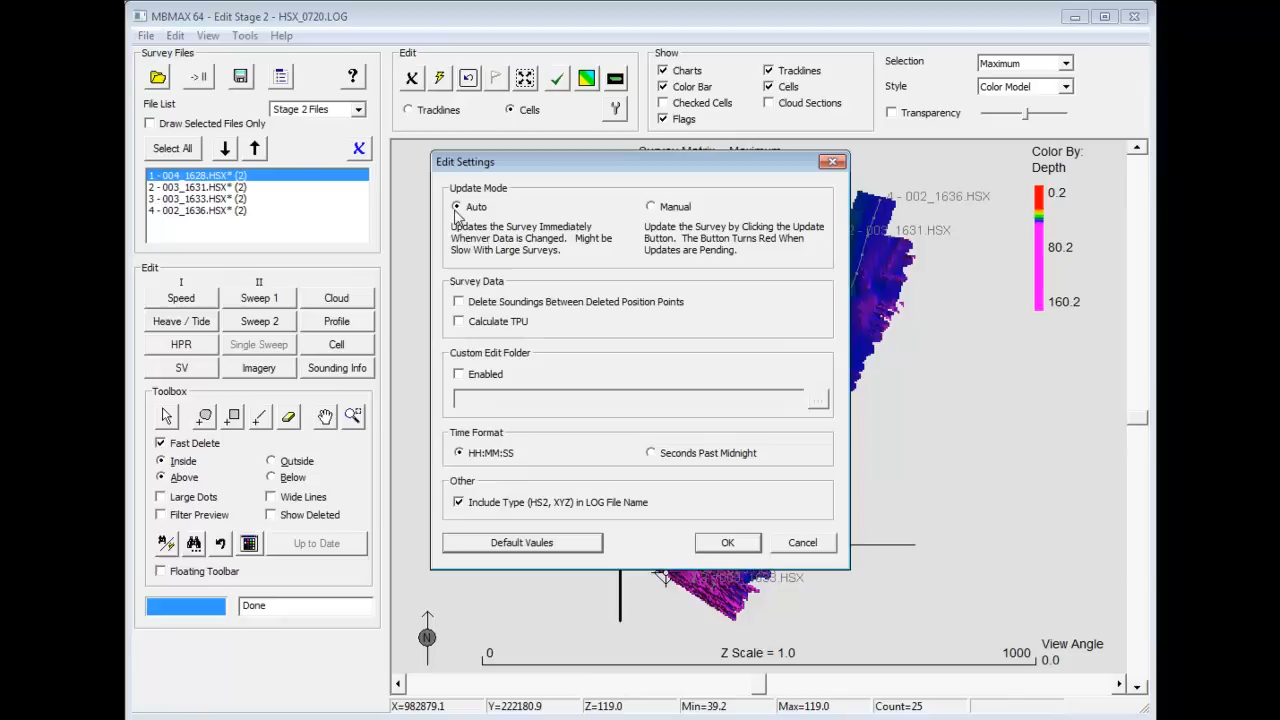 MBMAX 64 - Edit Stage 2 - HSX_0720.LOG
File Edit View Tools Help
Survey Files
->II
?
File List
Stage 2 Files
Draw Selected Files Only
Select All
X
1 - 004_1628.HSX* (2)
2 - 003_1631.HSX* (2)
3 - 003_1633.HSX* (2)
4 - 002_1636.HSX* (2)
Edit
I II
Speed Sweep 1 Cloud
Heave / Tide Sweep 2 Profile
HPR Single Sweep Cell
SV Imagery Sounding Info
Toolbox
Fast Delete
Inside Outside
Above Below
Large Dots Wide Lines
Filter Preview Show Deleted
Up to Date
Floating Toolbar
Done
Edit
X
Tracklines Cells
Show
Charts Tracklines
Color Bar Cells
Checked Cells Cloud Sections
Flags
Selection Maximum
Style Color Model
Transparency
Survey Matrix - Maximum
Color By:
Depth
0.2
80.2
160.2
4 - 002_1636.HSX
2 - 003_1631.HSX
Edit Settings
Update Mode
Auto Manual
Updates the Survey Immediately
Whenver Data is Changed. Might be
Slow With Large Surveys.
Update the Survey by Clicking the Update
Button. The Button Turns Red When
Updates are Pending.
Survey Data
Delete Soundings Between Deleted Position Points
Calculate TPU
Custom Edit Folder
Enabled
...
Time Format
HH:MM:SS Seconds Past Midnight
Other
Include Type (HS2, XYZ) in LOG File Name
Default Vaules OK Cancel
N
0 Z Scale = 1.0 1000
View Angle
0.0
X=982879.1 Y=222180.9 Z=119.0 Min=39.2 Max=119.0 Count=25